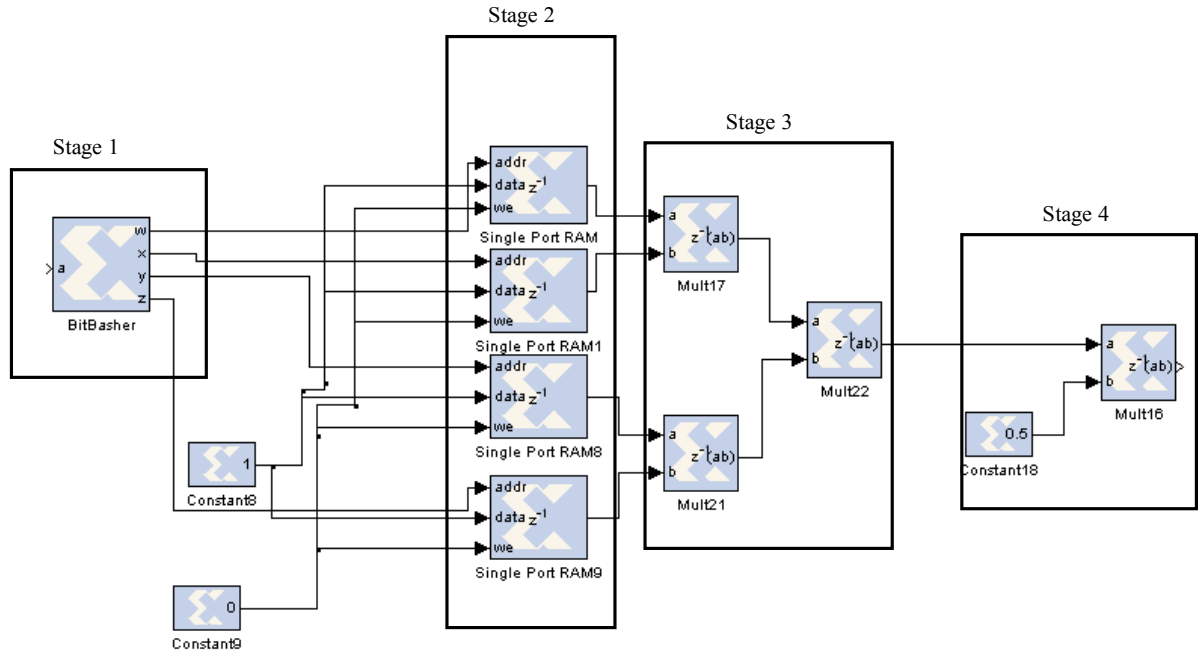 Stage 1
a
w
x
y
z
BitBasher
1
Constant8
0
Constant9
Stage 2
addr
data z⁻¹
we
Single Port RAM
addr
data z⁻¹
we
Single Port RAM1
addr
data z⁻¹
we
Single Port RAM8
addr
data z⁻¹
we
Single Port RAM9
Stage 3
a
b
z⁻¹(ab)
Mult17
a
b
z⁻¹(ab)
Mult21
a
b
z⁻¹(ab)
Mult22
Stage 4
a
b
z⁻¹(ab)
Mult16
0.5
Constant18